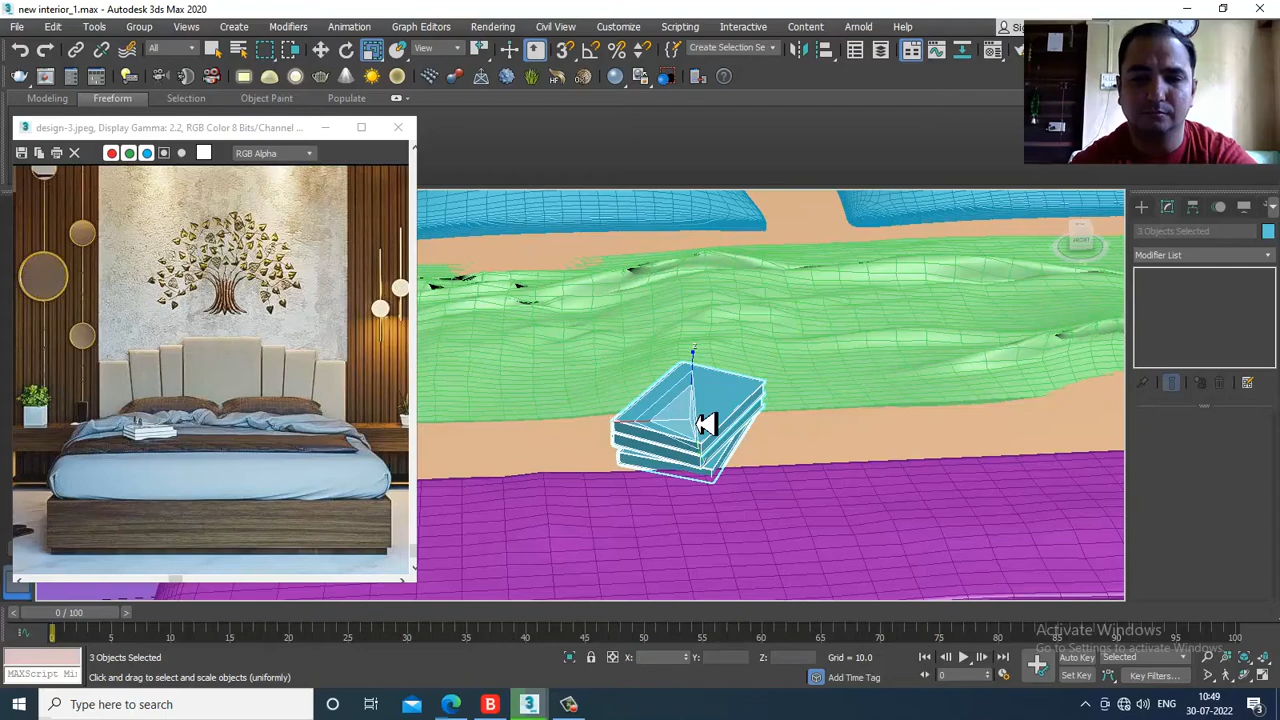 new interior_1.max - Autodesk 3ds Max 2020
File Edit Tools Group Views Create Modifiers Animation Graph Editors Rendering Civil View Customize Scripting Interactive Content Arnold Help
All View Create Selection Se
Modeling Freeform Selection Object Paint Populate
design-3.jpeg, Display Gamma: 2.2, RGB Color 8 Bits/Channel ...
RGB Alpha
FRONT
3 Objects Selected
Modifier List
0 / 100
0 5 10 15 20 25 30 35 40 45 50 55 60 65 70 75 80 85 90 95 100
Activate Windows
Go to Settings to activate Windows.
3 Objects Selected X: Y: Z: Grid = 10.0 Auto Key Selected
MAXScript Mi
Click and drag to select and scale objects (uniformly) Add Time Tag 0 Set Key Key Filters...
Type here to search
ENG
10:49
30-07-2022